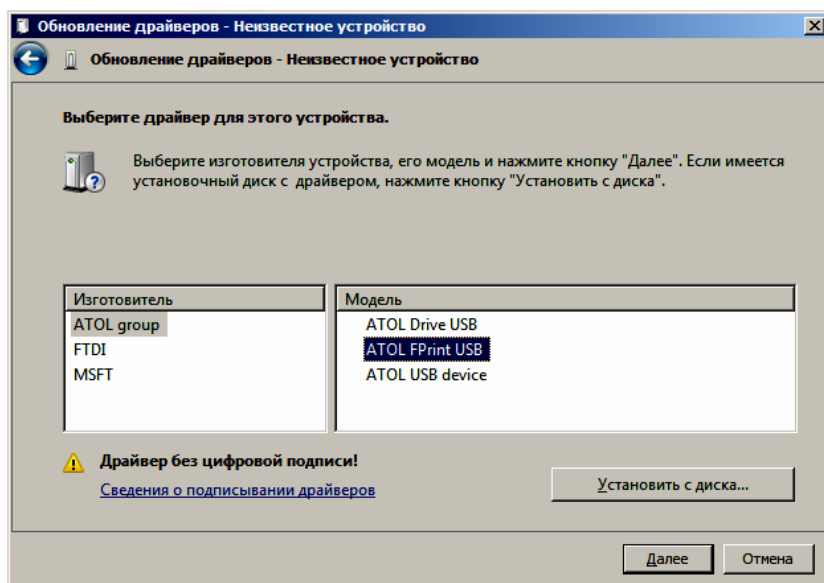 Обновление драйверов - Неизвестное устройство
Обновление драйверов - Неизвестное устройство
Выберите драйвер для этого устройства.
Выберите изготовителя устройства, его модель и нажмите кнопку "Далее". Если имеется
установочный диск с драйвером, нажмите кнопку "Установить с диска".
Изготовитель
ATOL group
FTDI
MSFT
Модель
ATOL Drive USB
ATOL FPrint USB
ATOL USB device
Драйвер без цифровой подписи!
Сведения о подписывании драйверов
Установить с диска...
Далее
Отмена